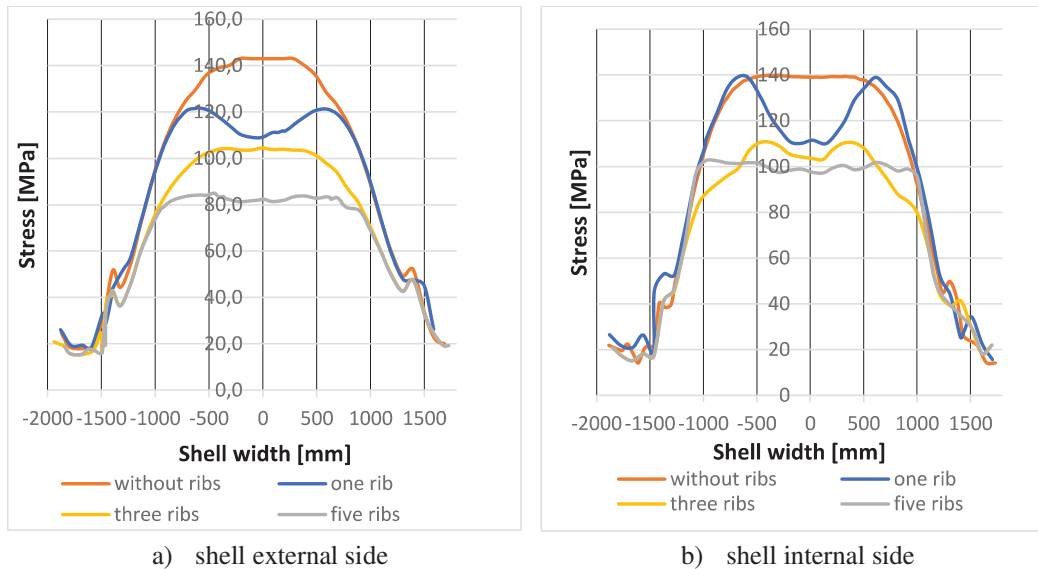 160,0
140,0
120,0
100,0
80,0
60,0
40,0
20,0
0,0
Stress [MPa]
-2000 -1500 -1000 -500 0 500 1000 1500
Shell width [mm]
without ribs one rib
three ribs five ribs
a) shell external side
160
140
120
100
80
60
40
20
0
Stress [MPa]
-2000 -1500 -1000 -500 0 500 1000 1500
Shell width [mm]
without ribs one rib
three ribs five ribs
b) shell internal side